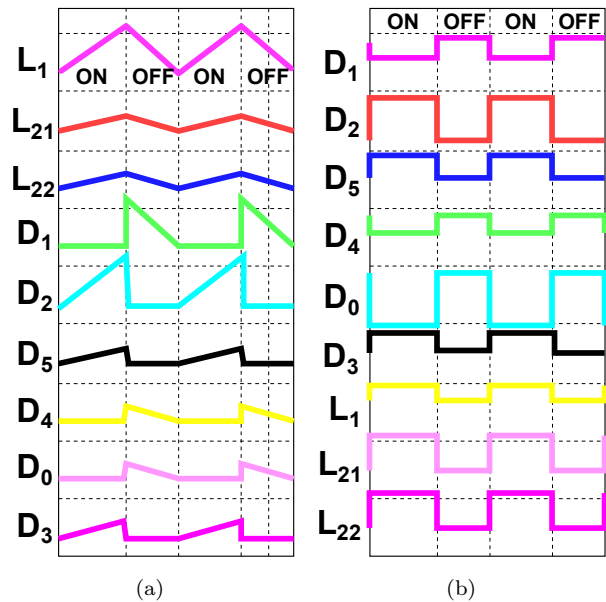 L₁ ON OFF ON OFF
L₂₁
L₂₂
D₁
D₂
D₅
D₄
D₀
D₃
(a)
ON OFF ON OFF
D₁
D₂
D₅
D₄
D₀
D₃
L₁
L₂₁
L₂₂
(b)